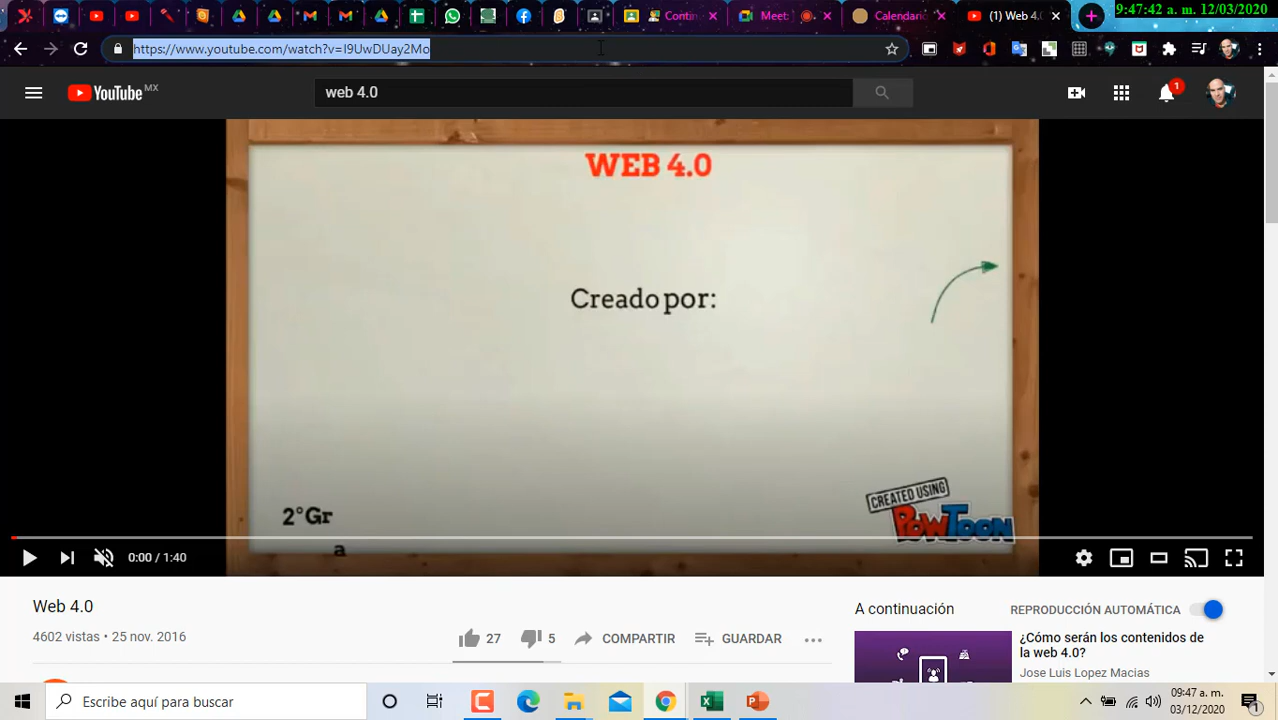 Contin
Meet:
Calendario
(1) Web 4.0
9:47:42 a. m. 12/03/2020
https://www.youtube.com/watch?v=I9UwDUay2Mo
YouTube MX
web 4.0
1
WEB 4.0
Creado por:
2°Gr
a
CREATED USING
POWTOON
0:00 / 1:40
Web 4.0
4602 vistas • 25 nov. 2016
27
5
COMPARTIR
GUARDAR
A continuación
REPRODUCCIÓN AUTOMÁTICA
¿Cómo serán los contenidos de
la web 4.0?
Jose Luis Lopez Macias
Escribe aquí para buscar
09:47 a. m.
03/12/2020
1